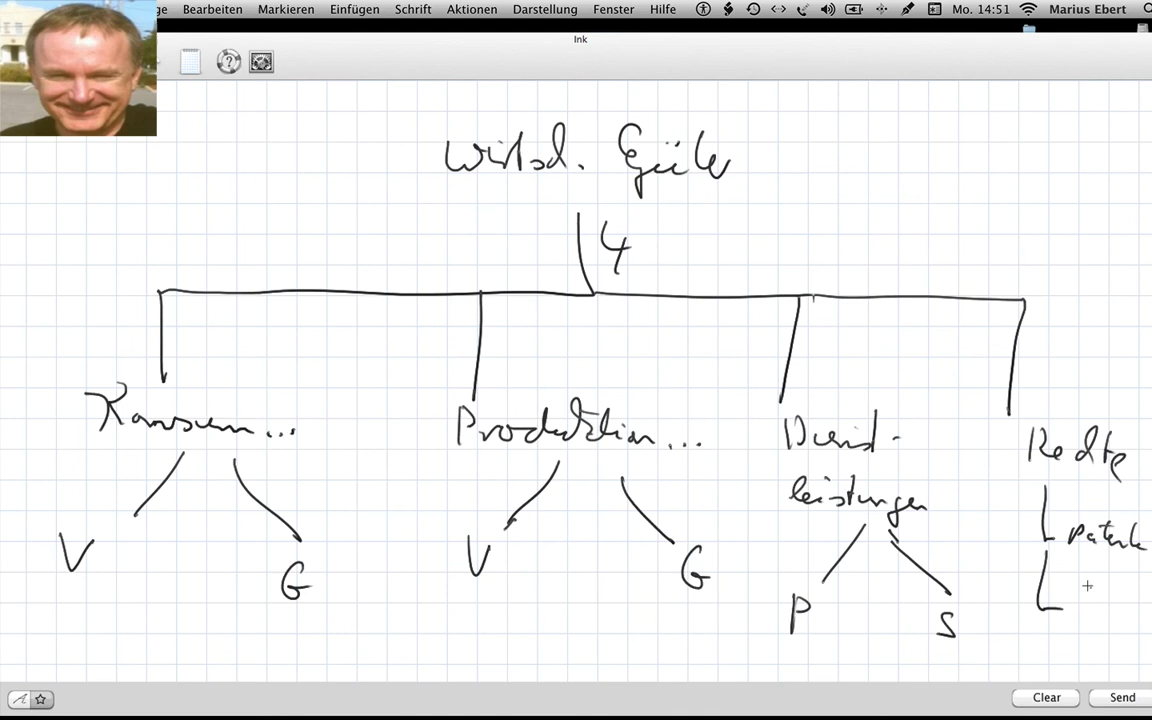 ge Bearbeiten Markieren Einfügen Schrift Aktionen Darstellung Fenster Hilfe Mo. 14:51 Marius Ebert
Ink
Wirtsch. Güter
4
Konsum... Produktion... Dienst- Rechte
leistungen
Patente
V G V G P S
Clear Send